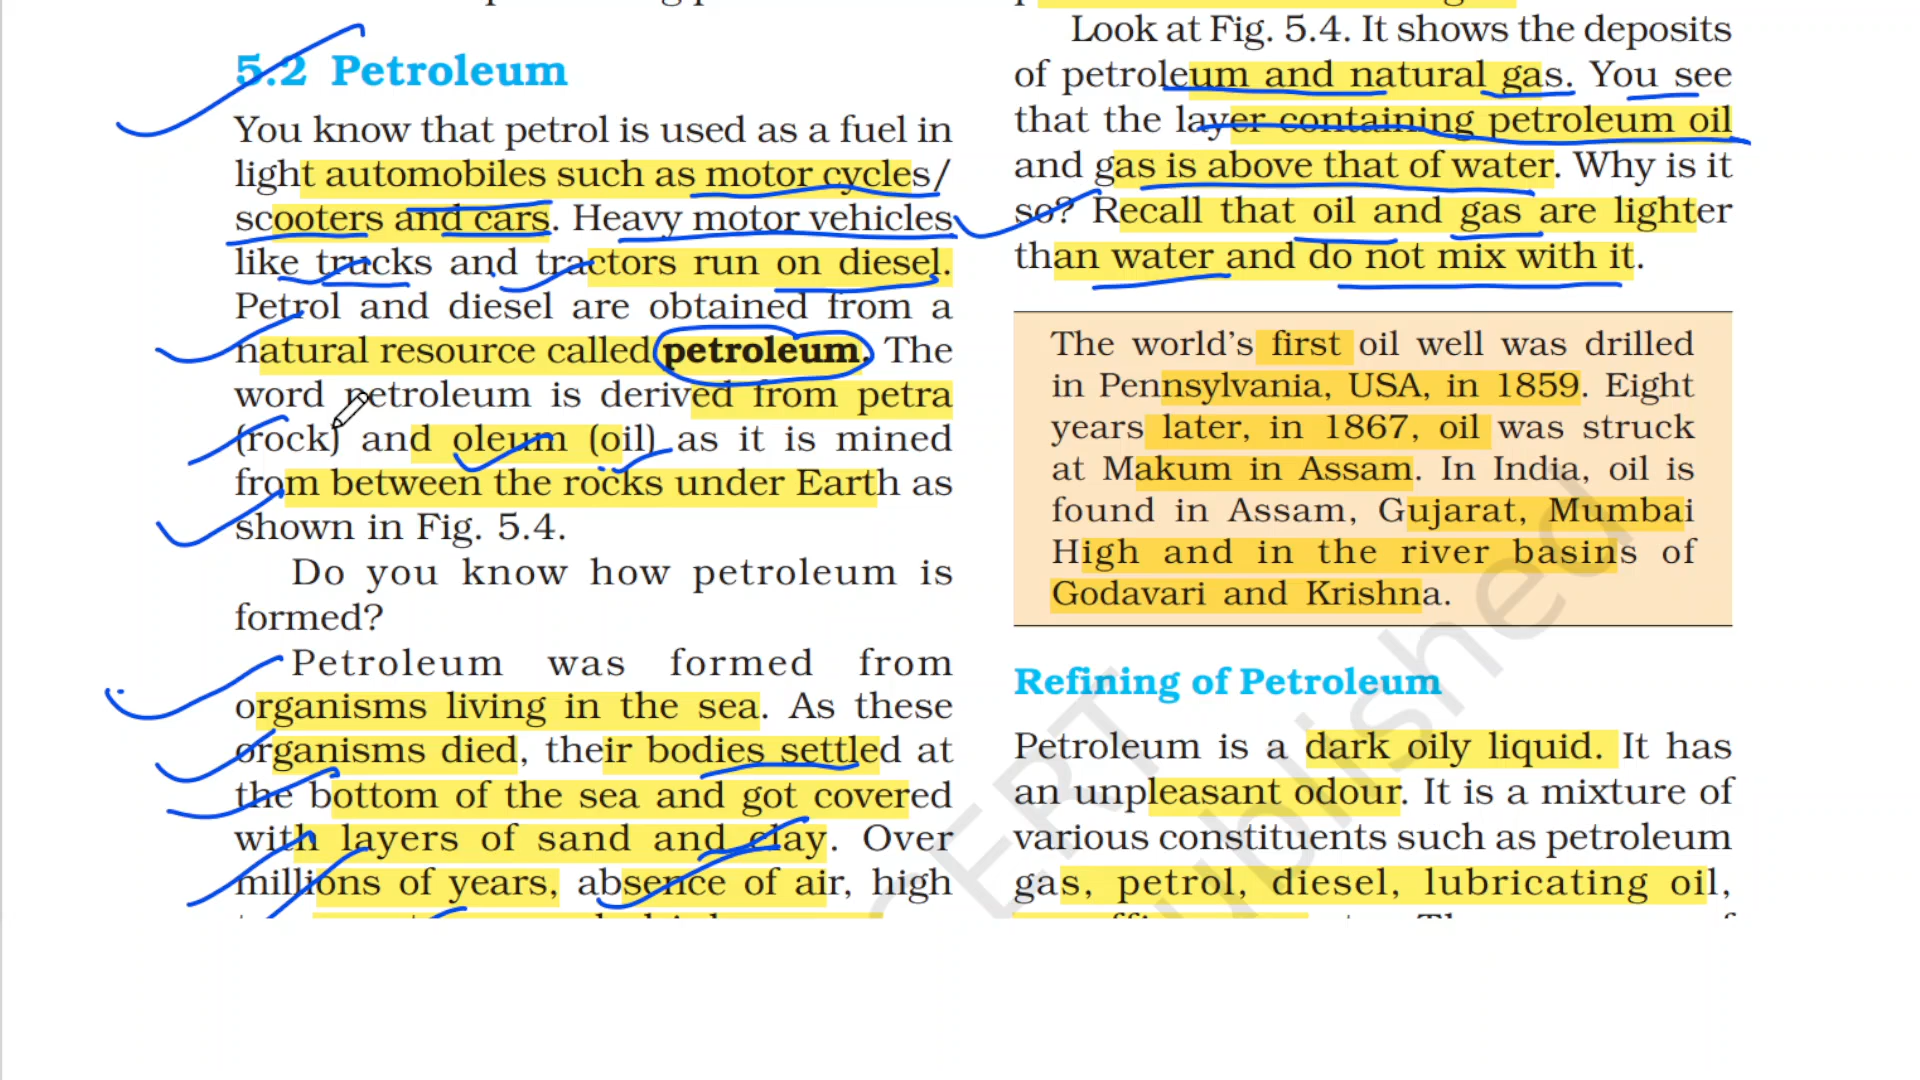 5.2 Petroleum
You know that petrol is used as a fuel in
light automobiles such as motor cycles/
scooters and cars. Heavy motor vehicles
like trucks and tractors run on diesel.
Petrol and diesel are obtained from a
natural resource called petroleum. The
word petroleum is derived from petra
(rock) and oleum (oil) as it is mined
from between the rocks under Earth as
shown in Fig. 5.4.
Do you know how petroleum is
formed?
Petroleum was formed from
organisms living in the sea. As these
organisms died, their bodies settled at
the bottom of the sea and got covered
with layers of sand and clay. Over
millions of years, absence of air, high
Look at Fig. 5.4. It shows the deposits
of petroleum and natural gas. You see
that the layer containing petroleum oil
and gas is above that of water. Why is it
so? Recall that oil and gas are lighter
than water and do not mix with it.
The world's first oil well was drilled
in Pennsylvania, USA, in 1859. Eight
years later, in 1867, oil was struck
at Makum in Assam. In India, oil is
found in Assam, Gujarat, Mumbai
High and in the river basins of
Godavari and Krishna.
Refining of Petroleum
Petroleum is a dark oily liquid. It has
an unpleasant odour. It is a mixture of
various constituents such as petroleum
gas, petrol, diesel, lubricating oil,